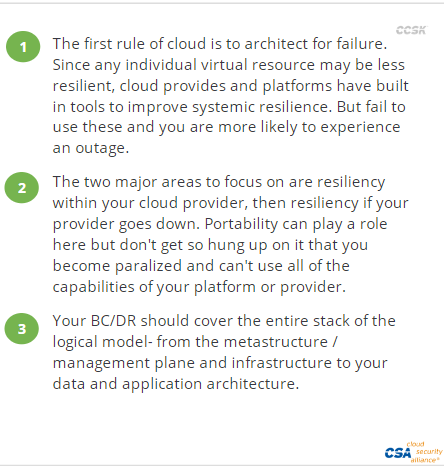 CCSK
1
The first rule of cloud is to architect for failure.
Since any individual virtual resource may be less
resilient, cloud provides and platforms have built
in tools to improve systemic resilience. But fail to
use these and you are more likely to experience
an outage.
2
The two major areas to focus on are resiliency
within your cloud provider, then resiliency if your
provider goes down. Portability can play a role
here but don't get so hung up on it that you
become paralized and can't use all of the
capabilities of your platform or provider.
3
Your BC/DR should cover the entire stack of the
logical model- from the metastructure /
management plane and infrastructure to your
data and application architecture.
CSA cloud
security
alliance®